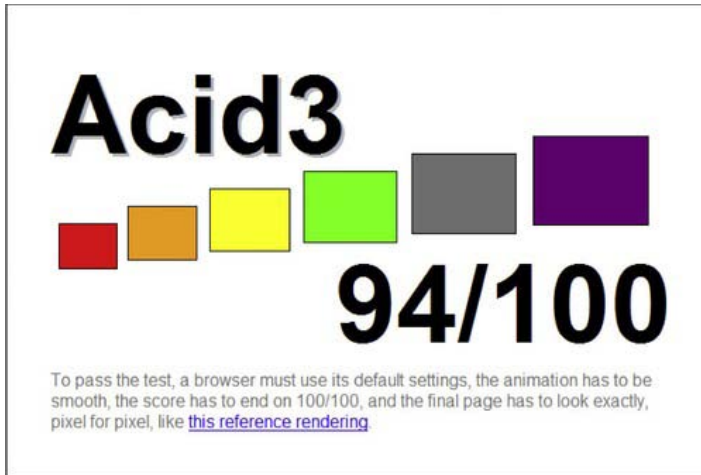 Acid3
94/100
To pass the test, a browser must use its default settings, the animation has to be
smooth, the score has to end on 100/100, and the final page has to look exactly,
pixel for pixel, like this reference rendering.